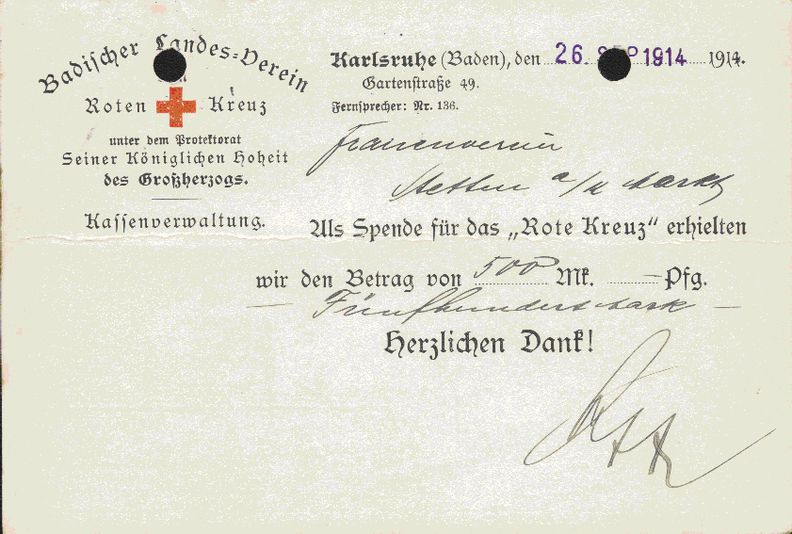 Badischer Landes-Verein
Roten Kreuz
unter dem Protektorat
Seiner Königlichen Hoheit
des Großherzogs.
Kassenverwaltung.
Karlsruhe (Baden), den 26. SEP 1914 1914.
Gartenstraße 49.
Fernsprecher: Nr. 136.
Frauenverein
Stetten a/k Markt
Als Spende für das „Rote Kreuz" erhielten
wir den Betrag von 500 Mk. — Pfg.
— Fünfhundert Mark —
Herzlichen Dank!